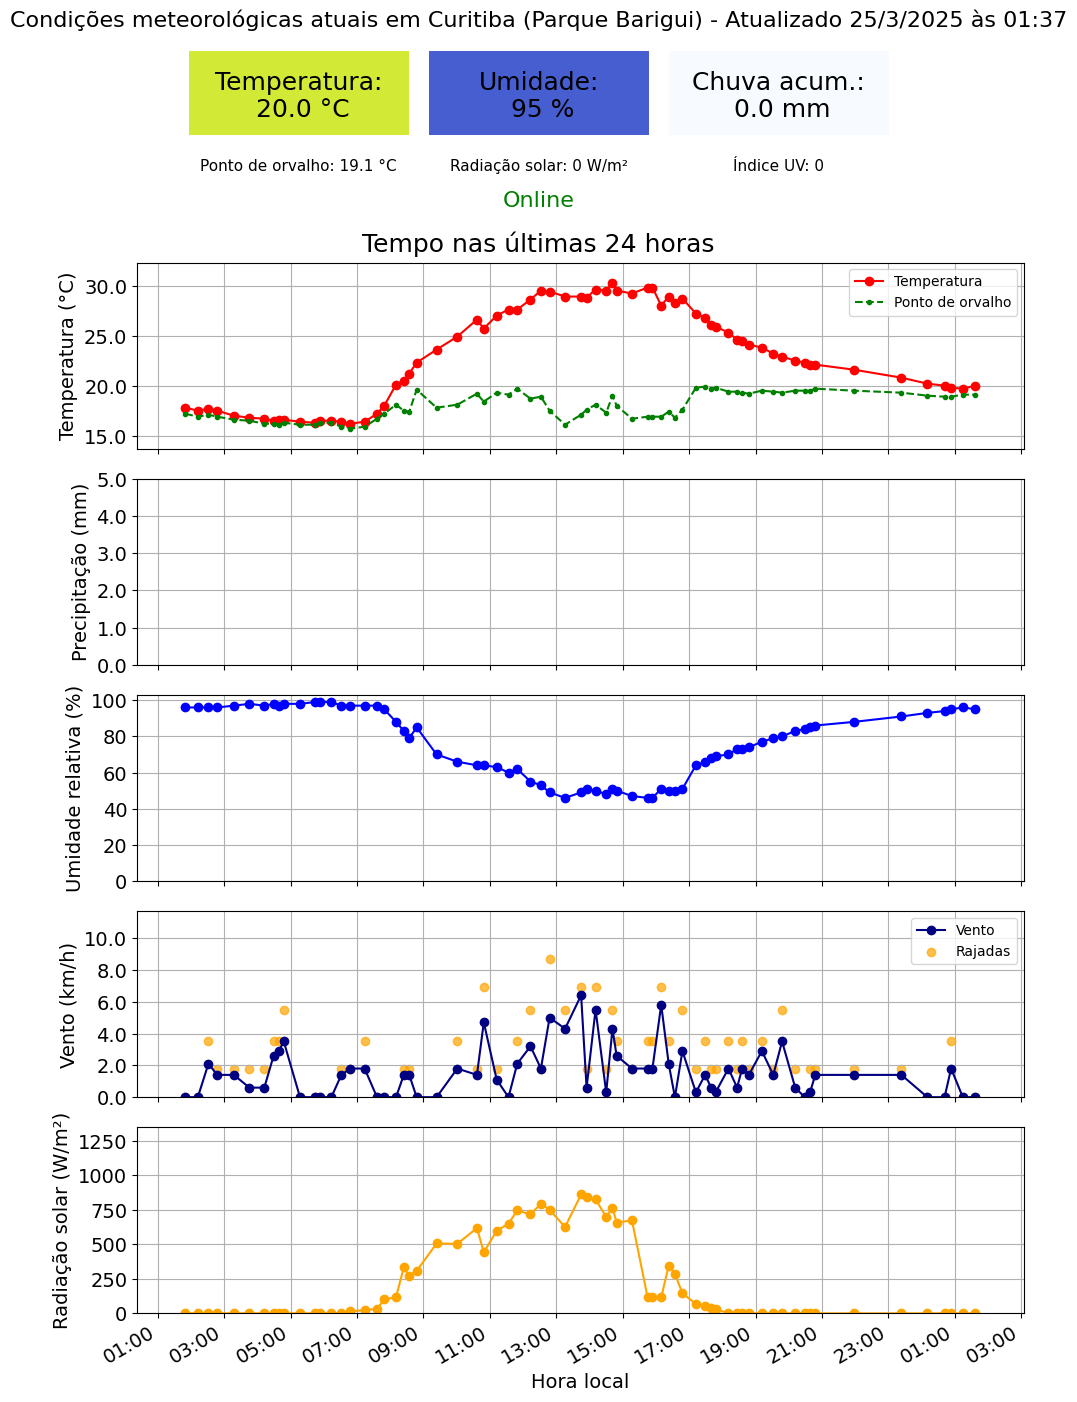 Condições meteorológicas atuais em Curitiba (Parque Barigui) - Atualizado 25/3/2025 às 01:37
Temperatura:
20.0 °C
Umidade:
95 %
Chuva acum.:
0.0 mm
Ponto de orvalho: 19.1 °C
Radiação solar: 0 W/m²
Índice UV: 0
Online
Tempo nas últimas 24 horas
Temperatura (°C)
30.0
25.0
20.0
15.0
Temperatura
Ponto de orvalho
Precipitação (mm)
5.0
4.0
3.0
2.0
1.0
0.0
Umidade relativa (%)
100
80
60
40
20
0
Vento (km/h)
10.0
8.0
6.0
4.0
2.0
0.0
Vento
Rajadas
Radiação solar (W/m²)
1250
1000
750
500
250
0
01:00
03:00
05:00
07:00
09:00
11:00
13:00
15:00
17:00
19:00
21:00
23:00
01:00
03:00
Hora local